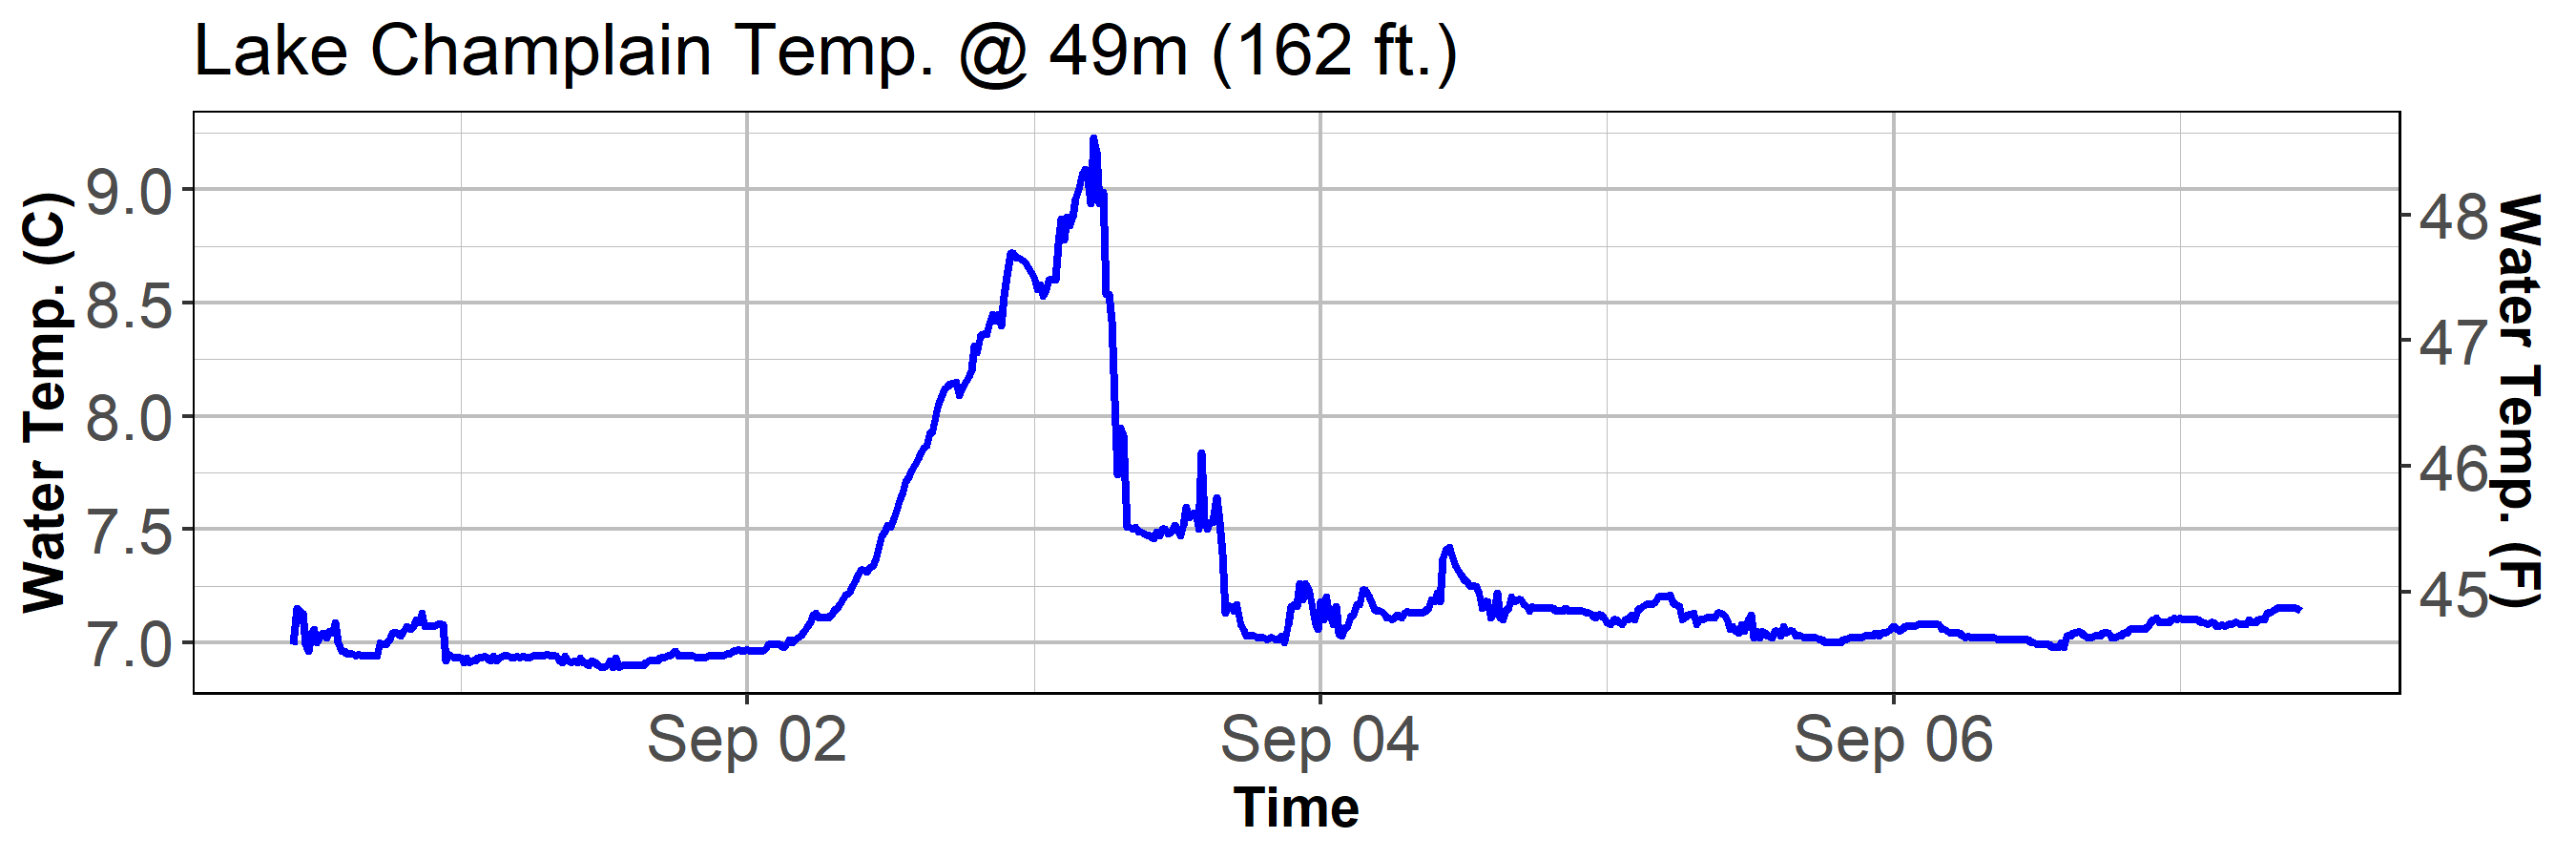 Lake Champlain Temp. @ 49m (162 ft.)
Water Temp. (C)
9.0
8.5
8.0
7.5
7.0
48
47
46
45
Water Temp. (F)
Sep 02
Sep 04
Sep 06
Time